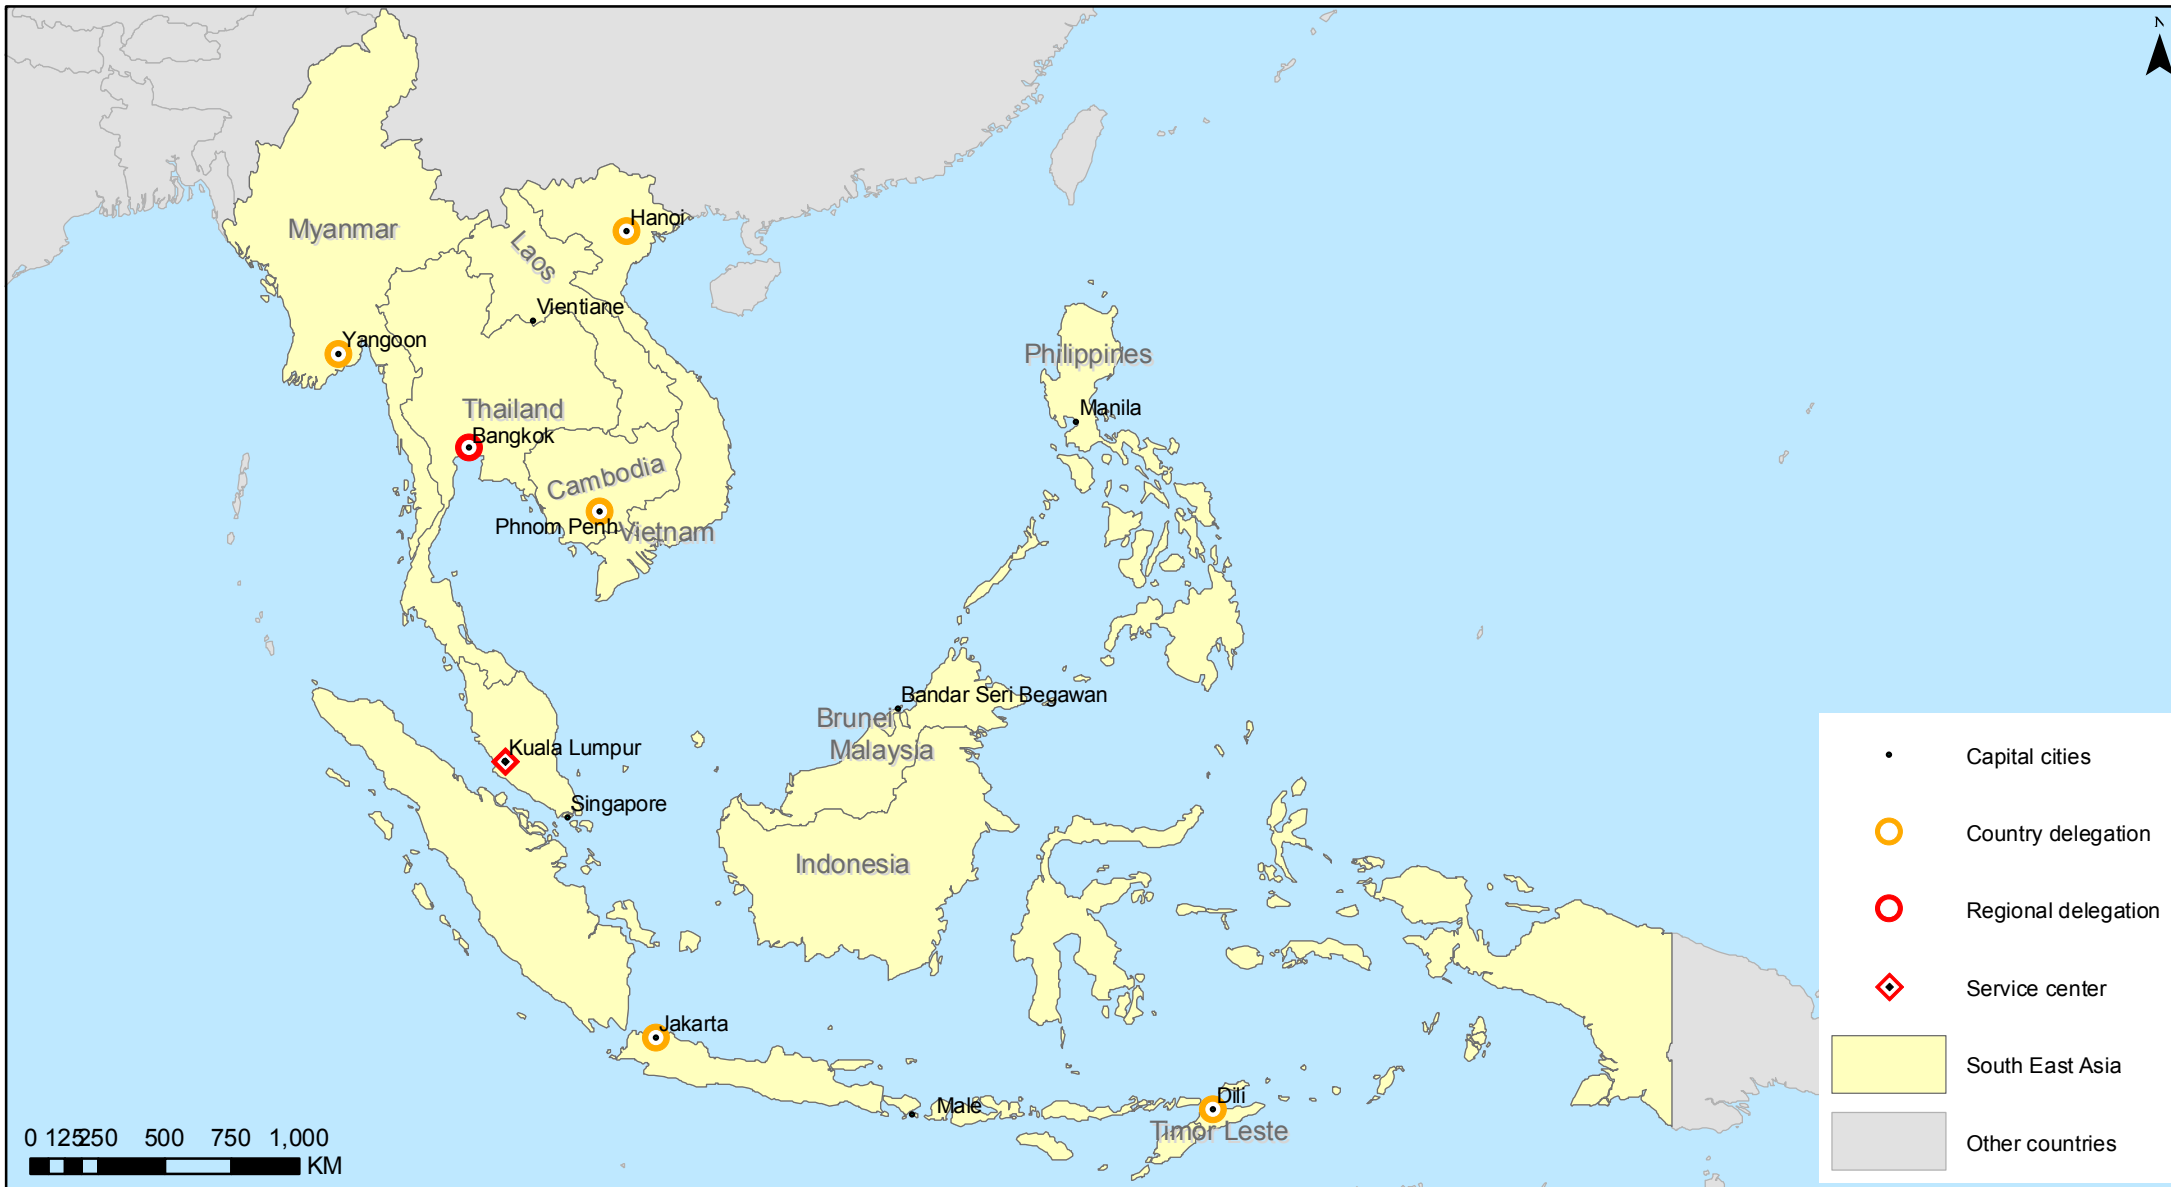 N
Hanoi
Myanmar
Laos
Vientiane
Yangoon
Philippines
Thailand
Manila
Bangkok
Cambodia
Phnom Penh
Vietnam
Bandar Seri Begawan
Brunei
Malaysia
Kuala Lumpur
Singapore
Indonesia
Jakarta
Male
Dili
Timor Leste
Capital cities
Country delegation
Regional delegation
Service center
South East Asia
Other countries
0 125 250 500 750 1,000
KM